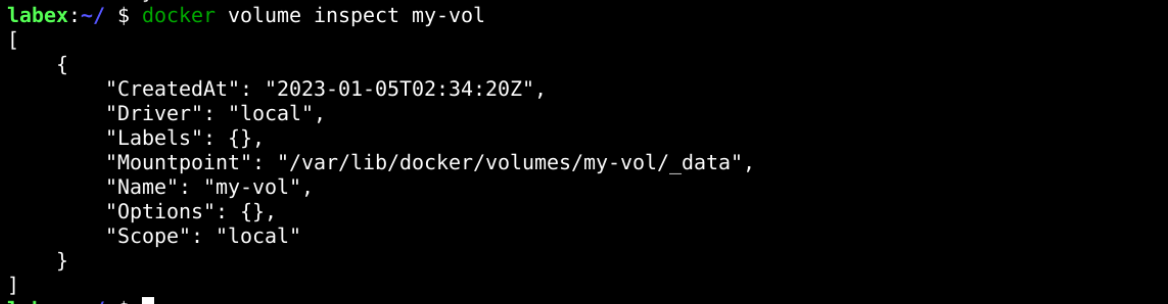 labex:~/ $ docker volume inspect my-vol
[
    {
        "CreatedAt": "2023-01-05T02:34:20Z",
        "Driver": "local",
        "Labels": {},
        "Mountpoint": "/var/lib/docker/volumes/my-vol/_data",
        "Name": "my-vol",
        "Options": {},
        "Scope": "local"
    }
]